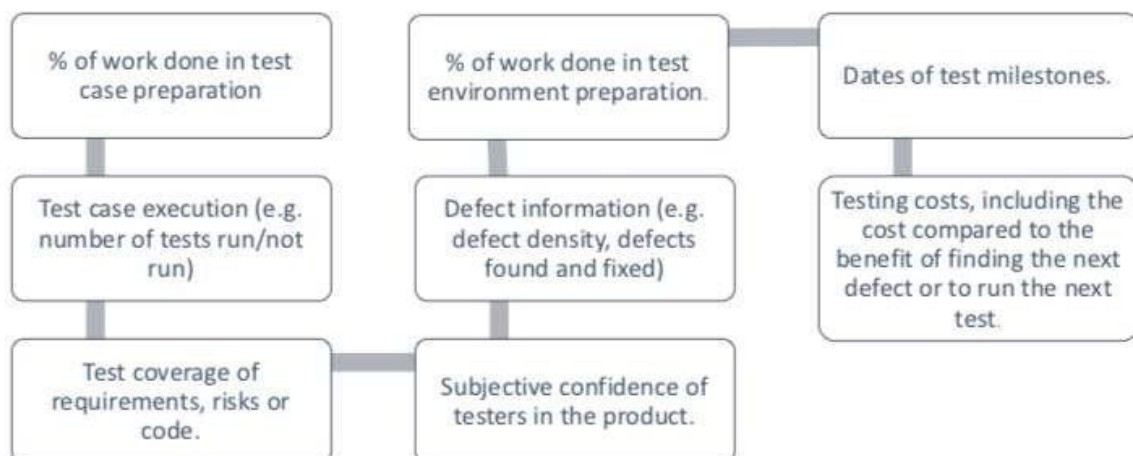 % of work done in test
case preparation
Test case execution (e.g.
number of tests run/not
run)
Test coverage of
requirements, risks or
code.
Subjective confidence of
testers in the product.
Defect information (e.g.
defect density, defects
found and fixed)
% of work done in test
environment preparation.
Dates of test milestones.
Testing costs, including the
cost compared to the
benefit of finding the next
defect or to run the next
test.